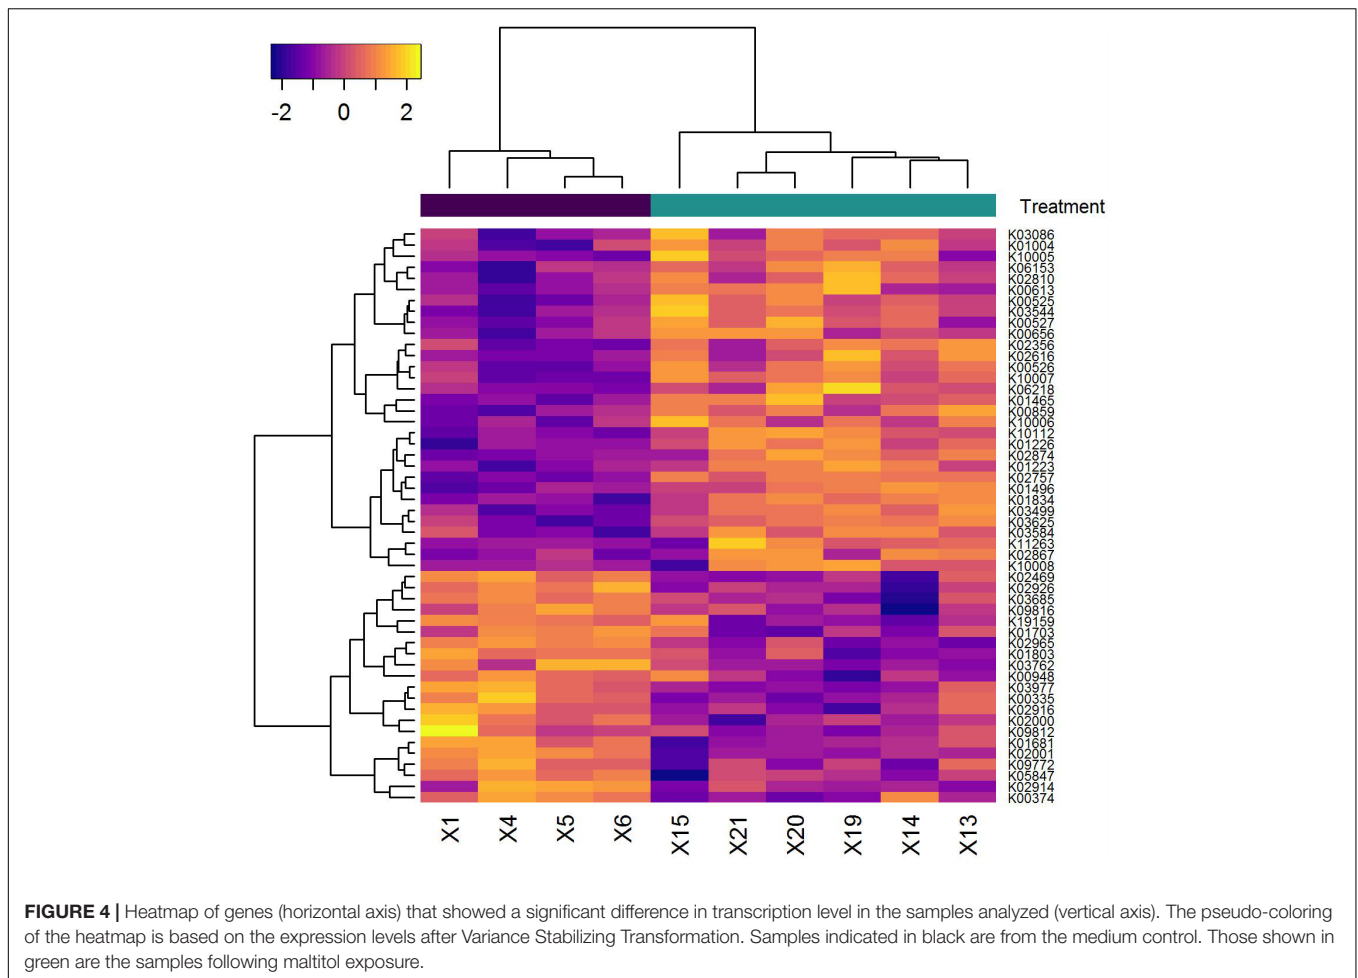 -2 0 2
Treatment
K03086
K01004
K10005
K06153
K02810
K00613
K00525
K03544
K00527
K00656
K02356
K02616
K00526
K10007
K06218
K01465
K00859
K10006
K10112
K01226
K02874
K01223
K02757
K01496
K01834
K03499
K03625
K03584
K11263
K02867
K10008
K02469
K02926
K03685
K09816
K19159
K01703
K02965
K01803
K03762
K00948
K03977
K00335
K02916
K02000
K09812
K01681
K02001
K09772
K05847
K02914
K00374
X1 X4 X5 X6 X15 X21 X20 X19 X14 X13
FIGURE 4 | Heatmap of genes (horizontal axis) that showed a significant difference in transcription level in the samples analyzed (vertical axis). The pseudo-coloring
of the heatmap is based on the expression levels after Variance Stabilizing Transformation. Samples indicated in black are from the medium control. Those shown in
green are the samples following maltitol exposure.